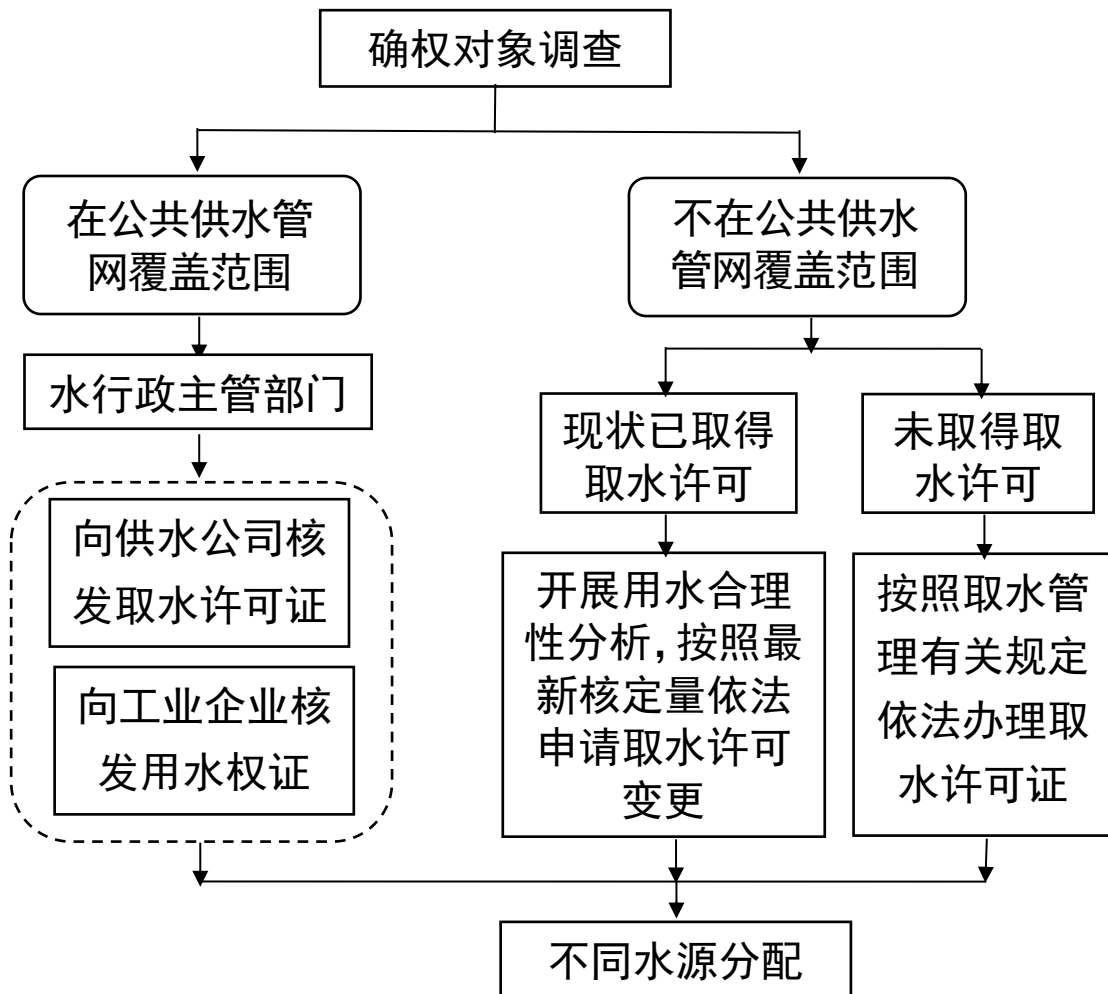 确权对象调查
在公共供水管
网覆盖范围
不在公共供水
管网覆盖范围
水行政主管部门
现状已取得
取水许可
未取得取
水许可
向供水公司核
发取水许可证
向工业企业核
发用水权证
开展用水合理
性分析,按照最
新核定量依法
申请取水许可
变更
按照取水管
理有关规定
依法办理取
水许可证
不同水源分配